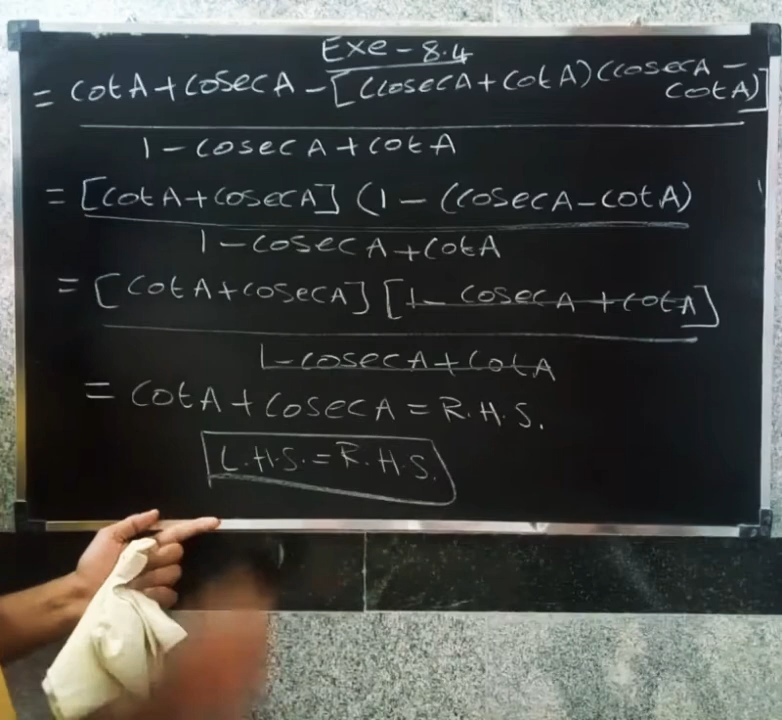 Exe - 8.4
= cotA + cosecA - [(cosecA + cotA)(cosecA - cotA)]
1 - cosecA + cotA
= [cotA + cosecA] (1 - (cosecA - cotA)
1 - cosecA + cotA
= [cotA + cosecA] [1 - cosecA + cotA]
1 - cosecA + cotA
= cotA + cosecA = R.H.S.
L.H.S. = R.H.S.